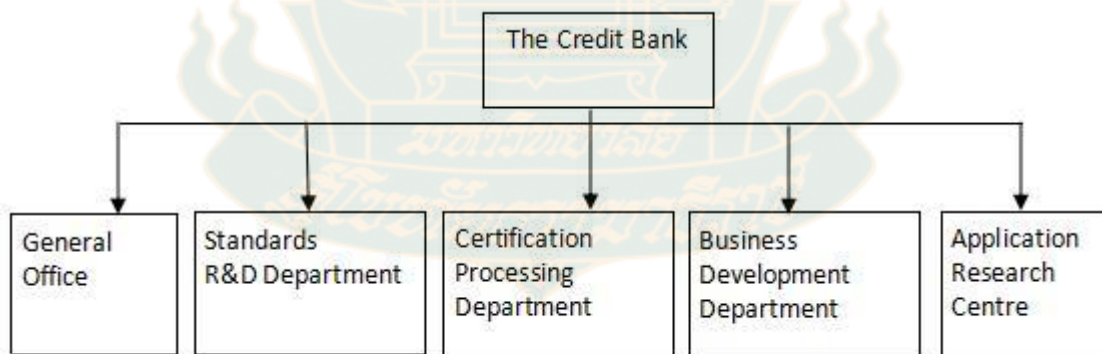 The Credit Bank
General
Office
Standards
R&D Department
Certification
Processing
Department
Business
Development
Department
Application
Research
Centre